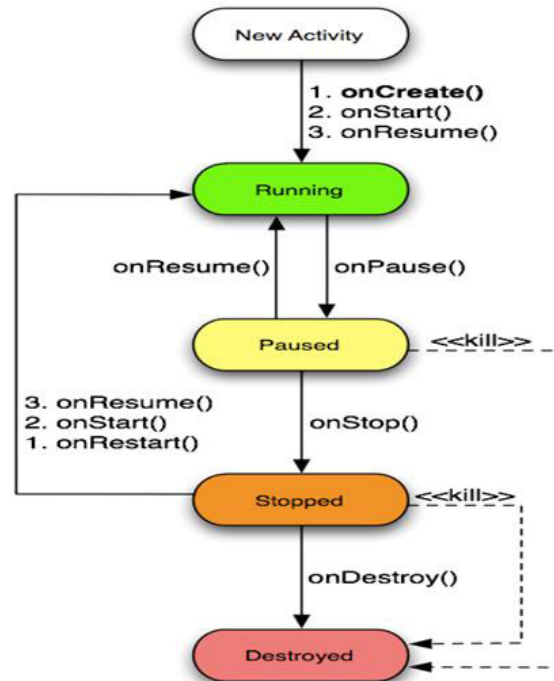 New Activity
1. onCreate()
2. onStart()
3. onResume()
Running
onResume()
onPause()
Paused
<<kill>>
3. onResume()
2. onStart()
1. onRestart()
onStop()
Stopped
<<kill>>
onDestroy()
Destroyed